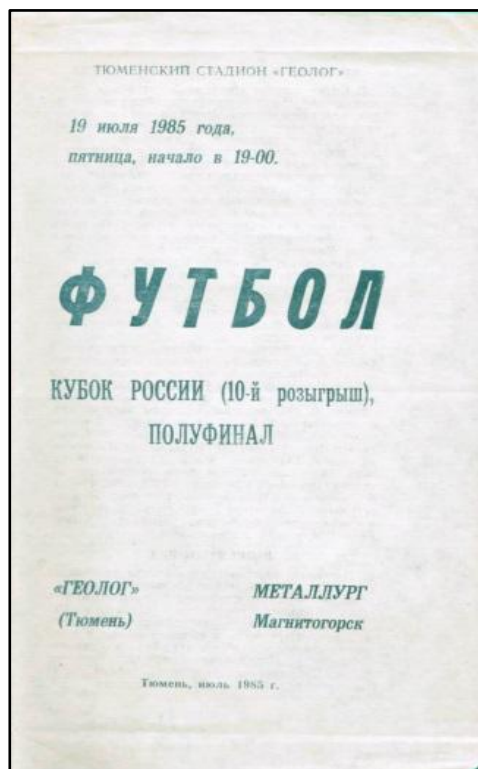 ТЮМЕНСКИЙ СТАДИОН «ГЕОЛОГ»
19 июля 1985 года,
пятница, начало в 19-00.
ФУТБОЛ
КУБОК РОССИИ (10-й розыгрыш),
ПОЛУФИНАЛ
«ГЕОЛОГ» МЕТАЛЛУРГ
(Тюмень) Магнитогорск
Тюмень, июль 1985 г.